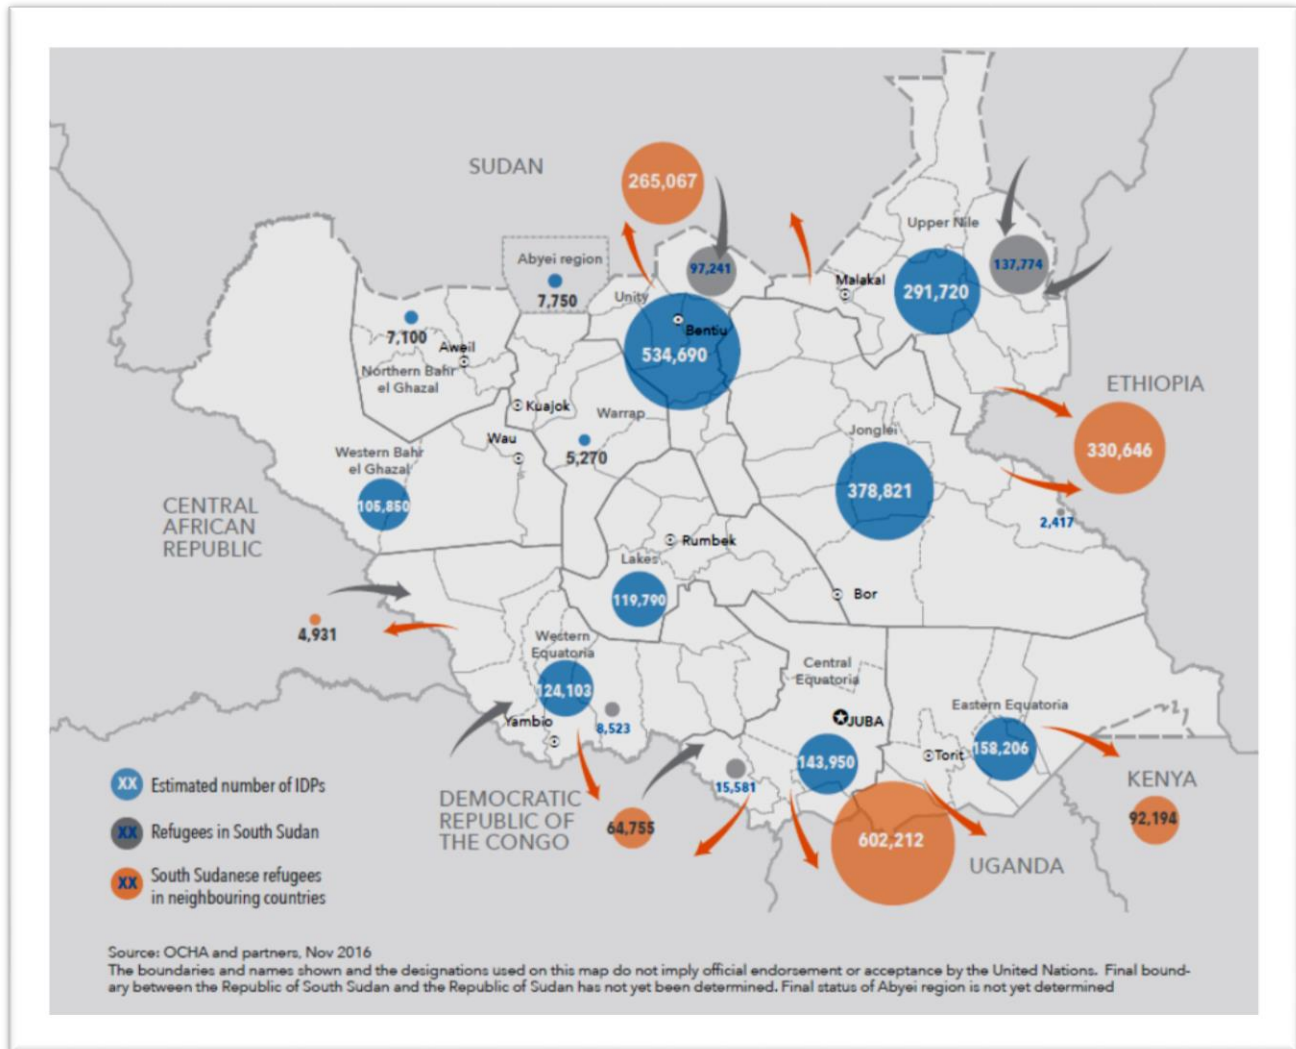 SUDAN
265,067
Upper Nile
Abyei region
7,750
97,241
137,774
Unity
Malakal
291,720
7,100
Aweil
Northern Bahr
el Ghazal
Bentiu
534,690
ETHIOPIA
Kuajok
Warrap
Wau
5,270
Jonglei
330,646
Western Bahr
el Ghazal
105,850
378,821
2,417
CENTRAL
AFRICAN
REPUBLIC
Rumbek
Lakes
119,790
Bor
4,931
Western
Equatoria
124,103
Yambio
8,523
Central
Equatoria
JUBA
143,950
Eastern Equatoria
Torit
158,206
15,581
KENYA
92,194
DEMOCRATIC
REPUBLIC OF
THE CONGO
64,755
602,212
UGANDA
XX Estimated number of IDPs
XX Refugees in South Sudan
XX South Sudanese refugees
in neighbouring countries
Source: OCHA and partners, Nov 2016
The boundaries and names shown and the designations used on this map do not imply official endorsement or acceptance by the United Nations. Final bound-
ary between the Republic of South Sudan and the Republic of Sudan has not yet been determined. Final status of Abyei region is not yet determined